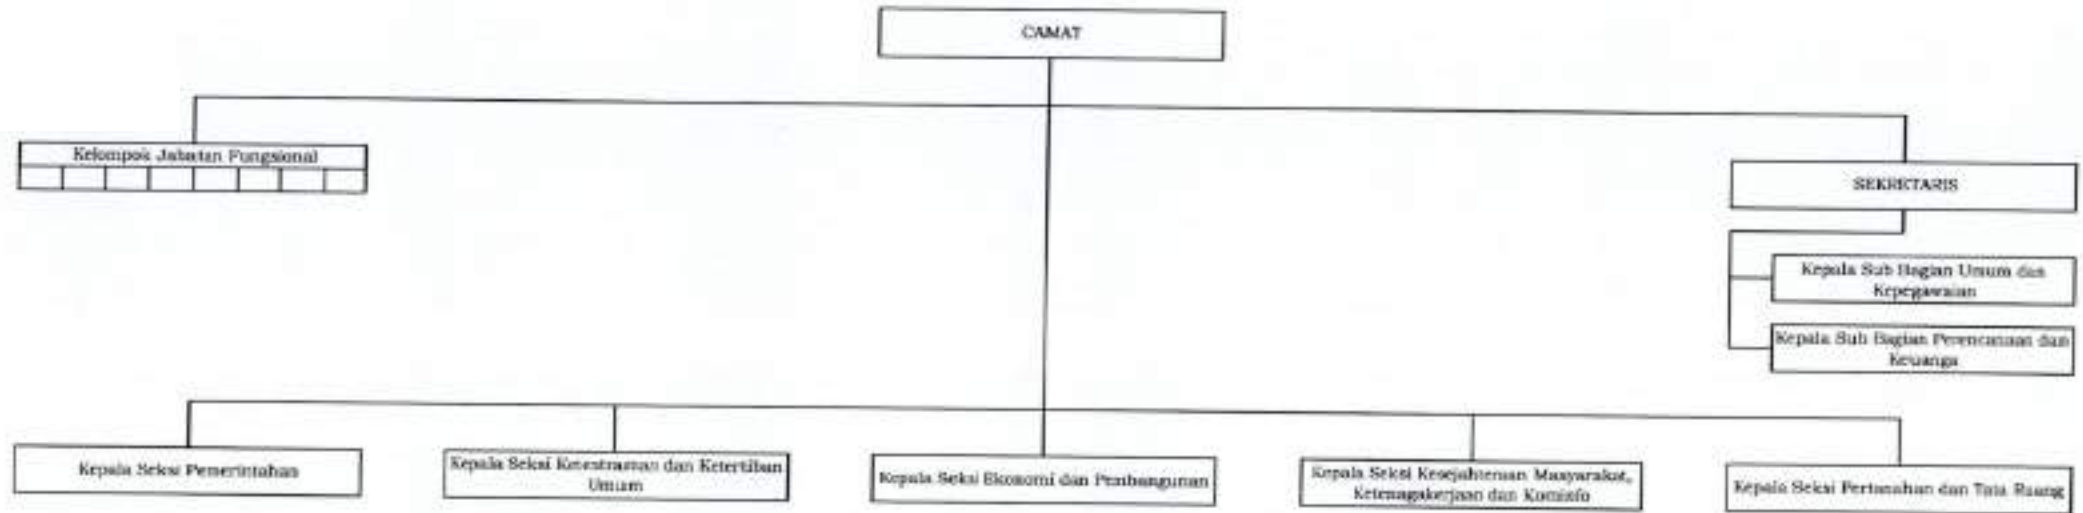 CAMAT
Kelompok Jabatan Fungsional
SEKRETARIS
Kepala Sub Bagian Umum dan
Kepegawaian
Kepala Sub Bagian Perencanaan dan
Keuanga
Kepala Seksi Pemerintahan
Kepala Seksi Ketentraman dan Ketertiban
Umum
Kepala Seksi Ekonomi dan Pembangunan
Kepala Seksi Kesejahteraan Masyarakat,
Ketenagakerjaan dan Kominfo
Kepala Seksi Pertanahan dan Tata Ruang